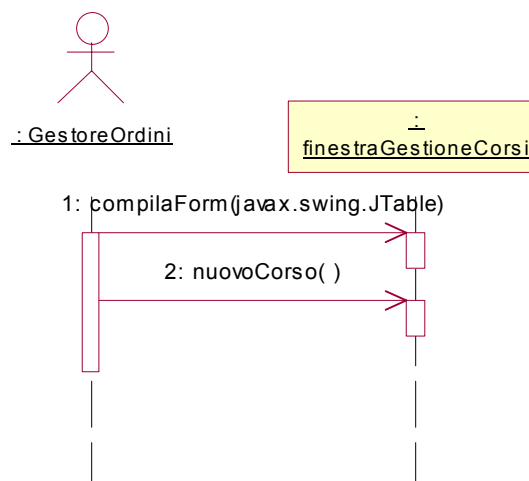 : GestoreOrdini
:
finestraGestioneCorsi
1: compilaForm(javax.swing.JTable)
2: nuovoCorso( )